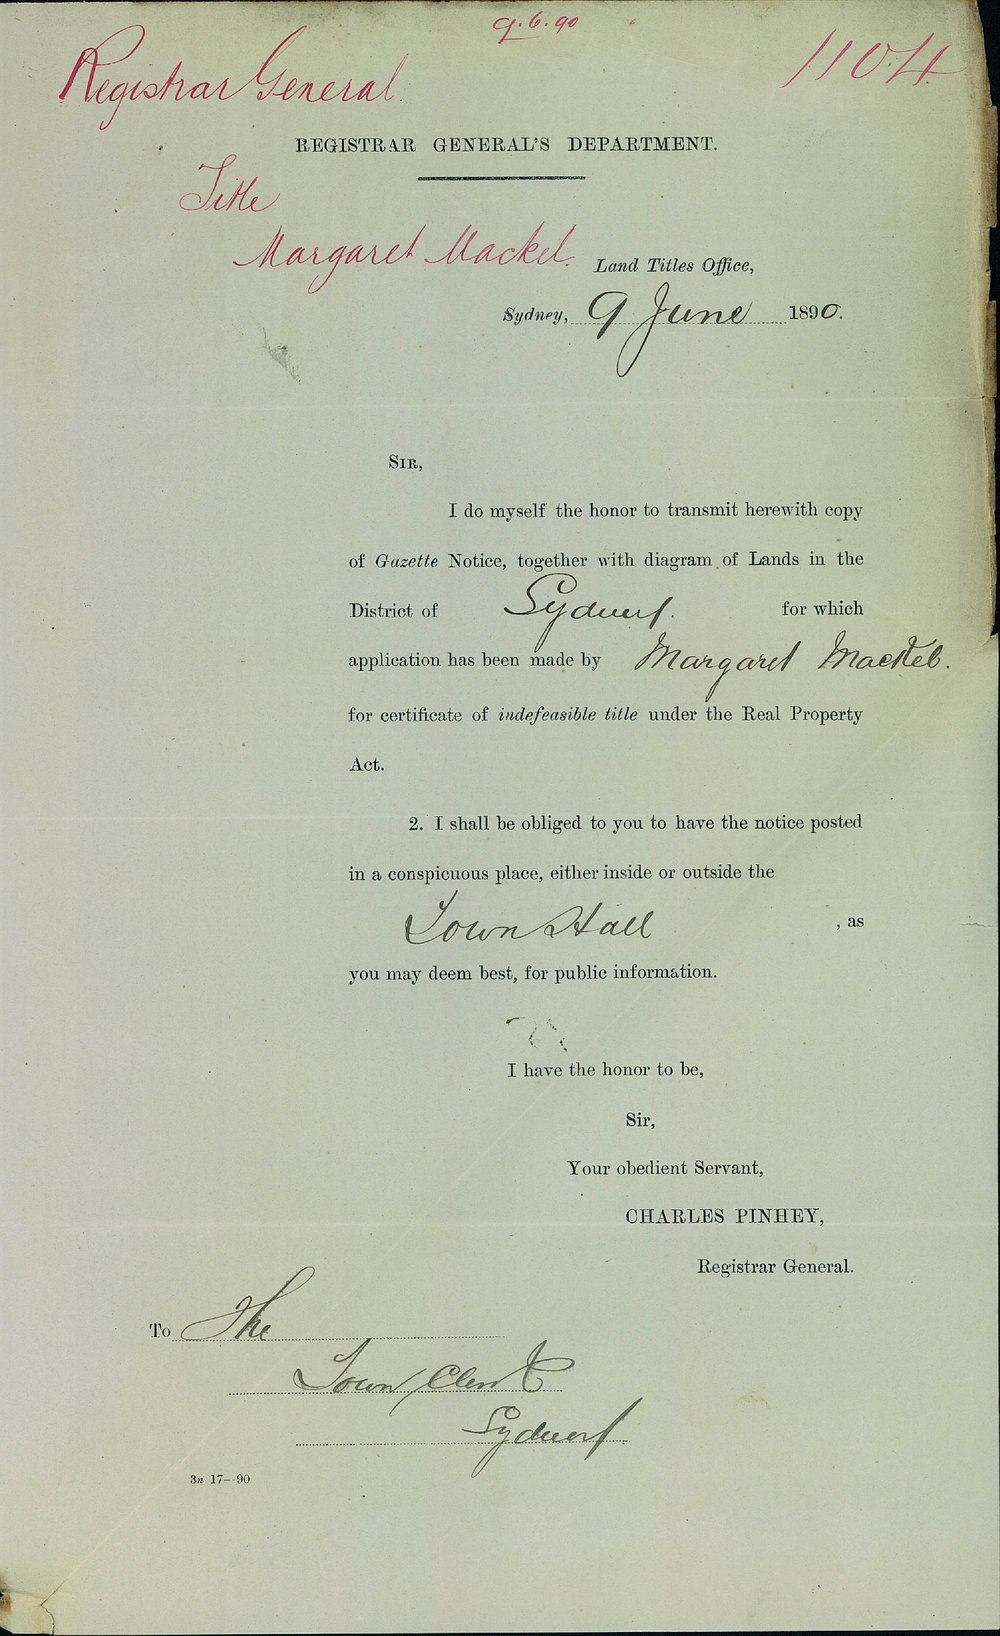 9.6.90
1104
Registrar General.
REGISTRAR GENERAL'S DEPARTMENT.
Title
Margaret Mackel.
Land Titles Office,
Sydney, 9 June 1890.
SIR,
I do myself the honor to transmit herewith copy
of Gazette Notice, together with diagram of Lands in the
District of Sydney. for which
application has been made by Margaret Mackel.
for certificate of indefeasible title under the Real Property
Act.
2. I shall be obliged to you to have the notice posted
in a conspicuous place, either inside or outside the
Town Hall , as
you may deem best, for public information.
I have the honor to be,
Sir,
Your obedient Servant,
CHARLES PINHEY,
Registrar General.
To The
Town Clerk
Sydney.
3n 17--90